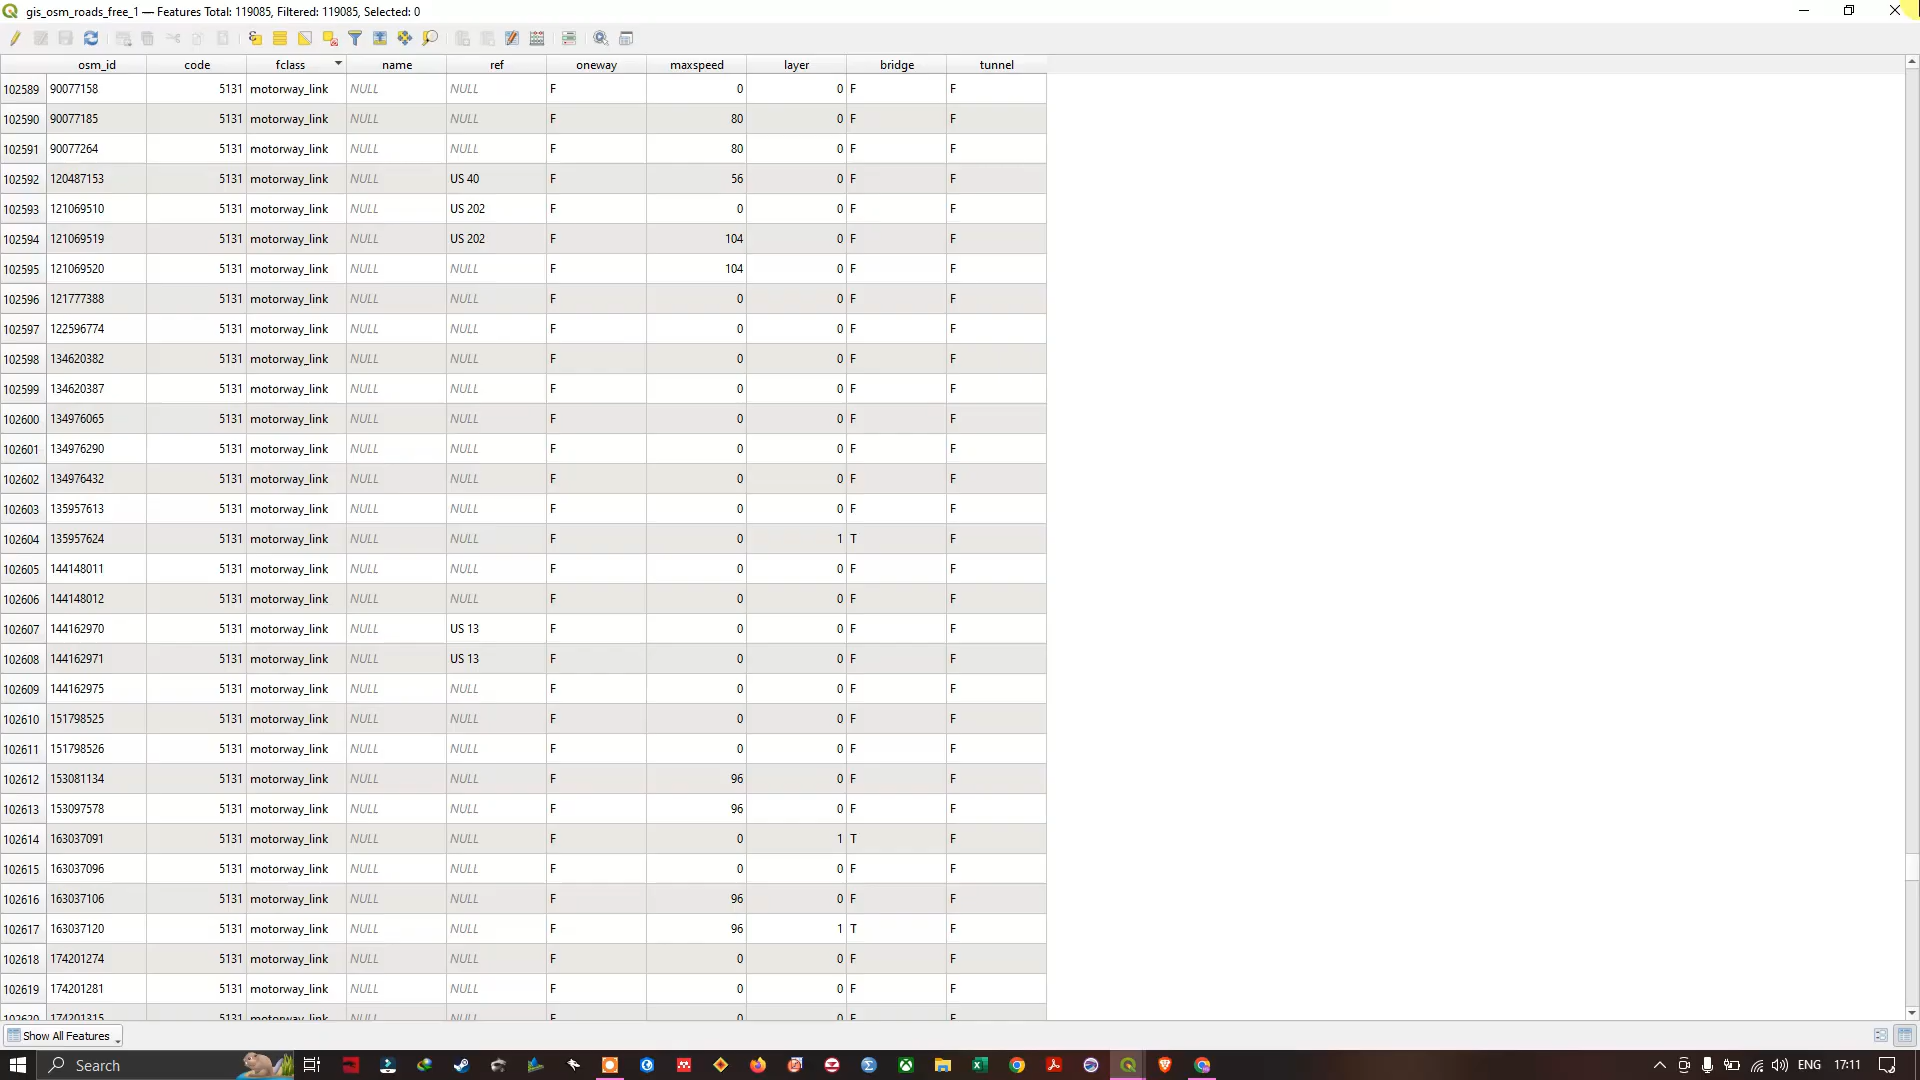 gis_osm_roads_free_1 — Features Total: 119085, Filtered: 119085, Selected: 0
osm_id code fclass name ref oneway maxspeed layer bridge tunnel
102589 90077158 5131 motorway_link NULL NULL F 0 0 F F
102590 90077185 5131 motorway_link NULL NULL F 80 0 F F
102591 90077264 5131 motorway_link NULL NULL F 80 0 F F
102592 120487153 5131 motorway_link NULL US 40 F 56 0 F F
102593 121069510 5131 motorway_link NULL US 202 F 0 0 F F
102594 121069519 5131 motorway_link NULL US 202 F 104 0 F F
102595 121069520 5131 motorway_link NULL NULL F 104 0 F F
102596 121777388 5131 motorway_link NULL NULL F 0 0 F F
102597 122596774 5131 motorway_link NULL NULL F 0 0 F F
102598 134620382 5131 motorway_link NULL NULL F 0 0 F F
102599 134620387 5131 motorway_link NULL NULL F 0 0 F F
102600 134976065 5131 motorway_link NULL NULL F 0 0 F F
102601 134976290 5131 motorway_link NULL NULL F 0 0 F F
102602 134976432 5131 motorway_link NULL NULL F 0 0 F F
102603 135957613 5131 motorway_link NULL NULL F 0 0 F F
102604 135957624 5131 motorway_link NULL NULL F 0 1 T F
102605 144148011 5131 motorway_link NULL NULL F 0 0 F F
102606 144148012 5131 motorway_link NULL NULL F 0 0 F F
102607 144162970 5131 motorway_link NULL US 13 F 0 0 F F
102608 144162971 5131 motorway_link NULL US 13 F 0 0 F F
102609 144162975 5131 motorway_link NULL NULL F 0 0 F F
102610 151798525 5131 motorway_link NULL NULL F 0 0 F F
102611 151798526 5131 motorway_link NULL NULL F 0 0 F F
102612 153081134 5131 motorway_link NULL NULL F 96 0 F F
102613 153097578 5131 motorway_link NULL NULL F 96 0 F F
102614 163037091 5131 motorway_link NULL NULL F 0 1 T F
102615 163037096 5131 motorway_link NULL NULL F 0 0 F F
102616 163037106 5131 motorway_link NULL NULL F 96 0 F F
102617 163037120 5131 motorway_link NULL NULL F 96 1 T F
102618 174201274 5131 motorway_link NULL NULL F 0 0 F F
102619 174201281 5131 motorway_link NULL NULL F 0 0 F F
102620 174201315 5131 motorway_link NULL NULL F 0 0 F F
Show All Features
Search ENG 17:11